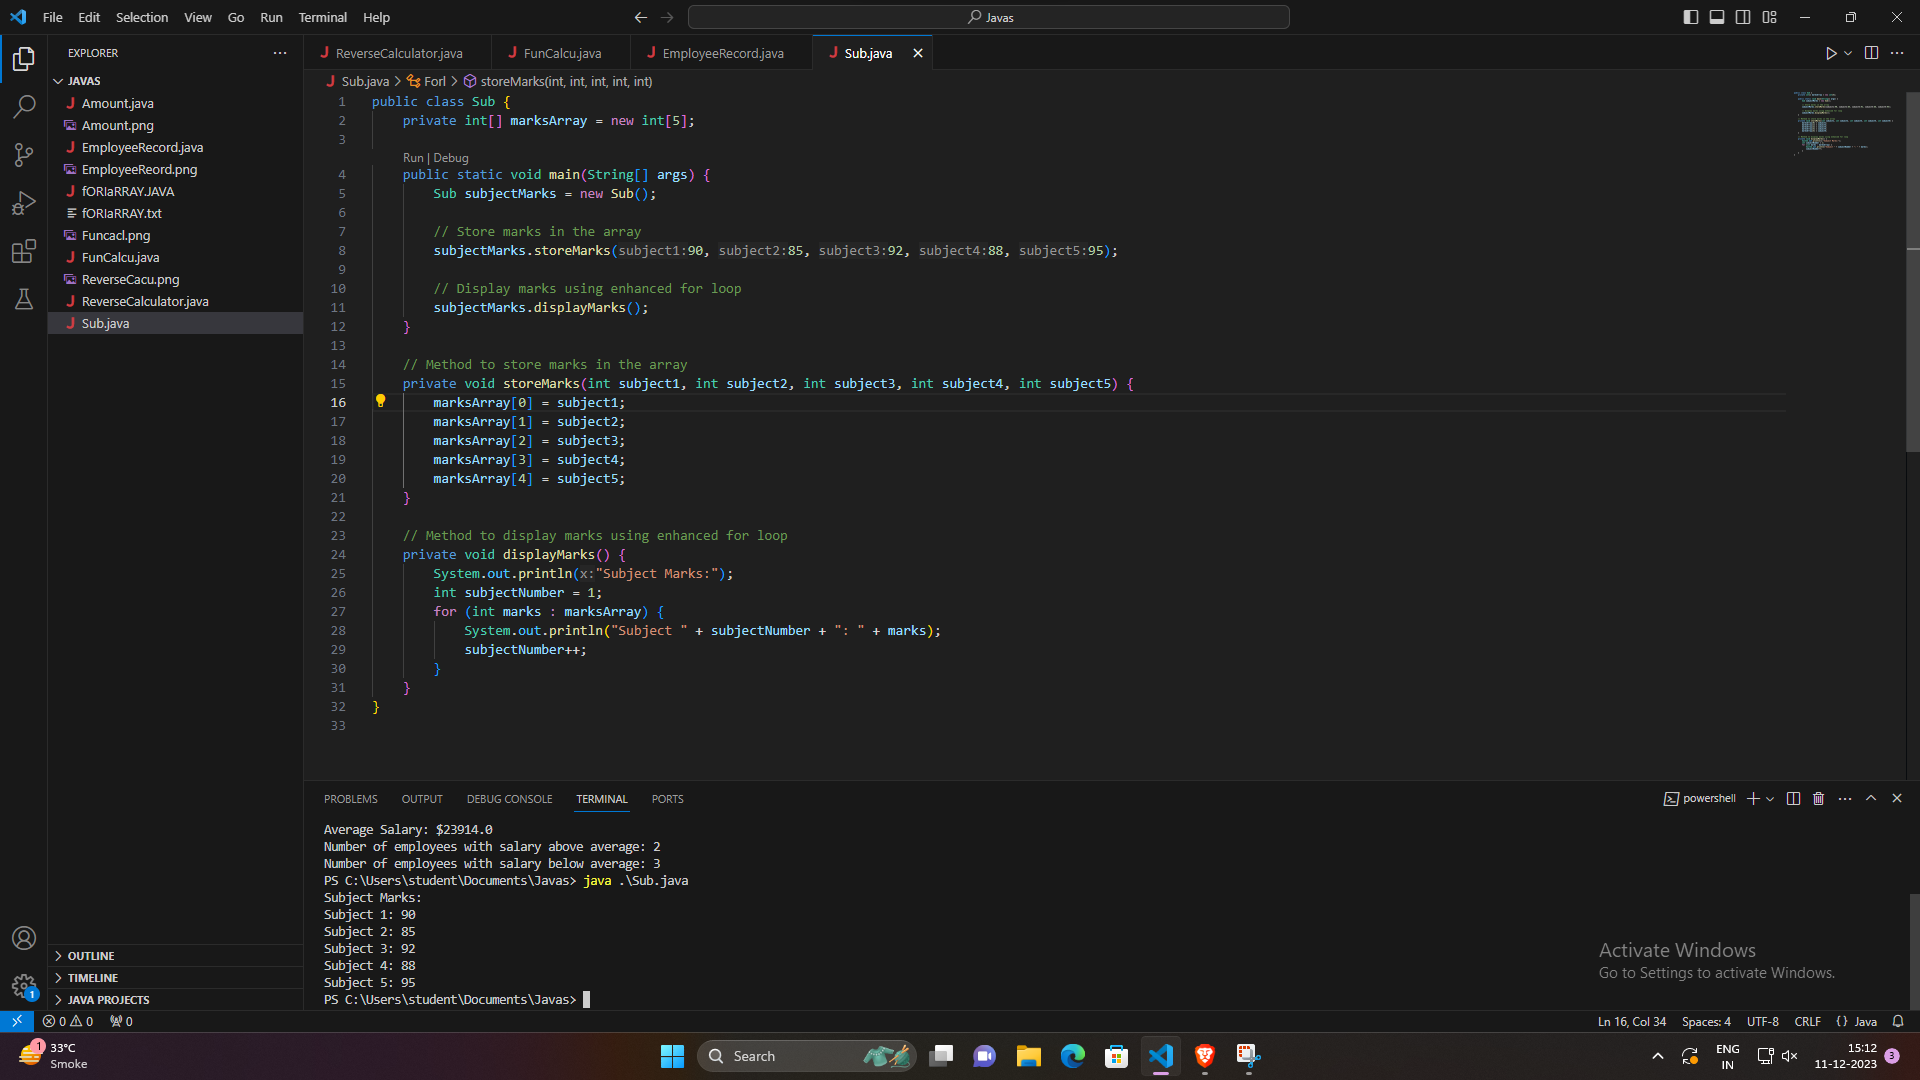 File Edit Selection View Go Run Terminal Help
Javas
EXPLORER
JAVAS
Amount.java
Amount.png
EmployeeRecord.java
EmployeeReord.png
fORIaRRAY.JAVA
fORIaRRAY.txt
Funcacl.png
FunCalcu.java
ReverseCacu.png
ReverseCalculator.java
Sub.java
OUTLINE
TIMELINE
JAVA PROJECTS
ReverseCalculator.java FunCalcu.java EmployeeRecord.java Sub.java
Sub.java > Forl > storeMarks(int, int, int, int, int)
1 public class Sub {
2 private int[] marksArray = new int[5];
3
Run | Debug
4 public static void main(String[] args) {
5 Sub subjectMarks = new Sub();
6
7 // Store marks in the array
8 subjectMarks.storeMarks(subject1:90, subject2:85, subject3:92, subject4:88, subject5:95);
9
10 // Display marks using enhanced for loop
11 subjectMarks.displayMarks();
12 }
13
14 // Method to store marks in the array
15 private void storeMarks(int subject1, int subject2, int subject3, int subject4, int subject5) {
16 marksArray[0] = subject1;
17 marksArray[1] = subject2;
18 marksArray[2] = subject3;
19 marksArray[3] = subject4;
20 marksArray[4] = subject5;
21 }
22
23 // Method to display marks using enhanced for loop
24 private void displayMarks() {
25 System.out.println(x:"Subject Marks:");
26 int subjectNumber = 1;
27 for (int marks : marksArray) {
28 System.out.println("Subject " + subjectNumber + ": " + marks);
29 subjectNumber++;
30 }
31 }
32 }
33
PROBLEMS OUTPUT DEBUG CONSOLE TERMINAL PORTS
powershell
Average Salary: $23914.0
Number of employees with salary above average: 2
Number of employees with salary below average: 3
PS C:\Users\student\Documents\Javas> java .\Sub.java
Subject Marks:
Subject 1: 90
Subject 2: 85
Subject 3: 92
Subject 4: 88
Subject 5: 95
PS C:\Users\student\Documents\Javas>
Activate Windows
Go to Settings to activate Windows.
1
0 0 0
Ln 16, Col 34 Spaces: 4 UTF-8 CRLF {} Java
1
33°C
Smoke
Search
ENG
IN
15:12
11-12-2023
3